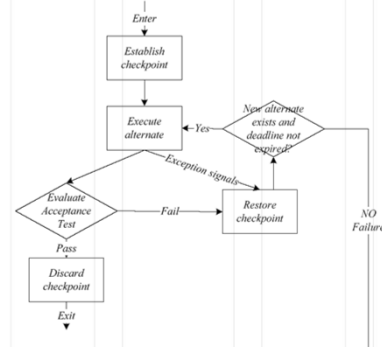 Enter
Establish
checkpoint
New alternate
exists and
deadline not
expired?
Execute
alternate
Yes
Exception signals
Evaluate
Acceptance
Test
Fail
Restore
checkpoint
NO
Failure
Pass
Discard
checkpoint
Exit